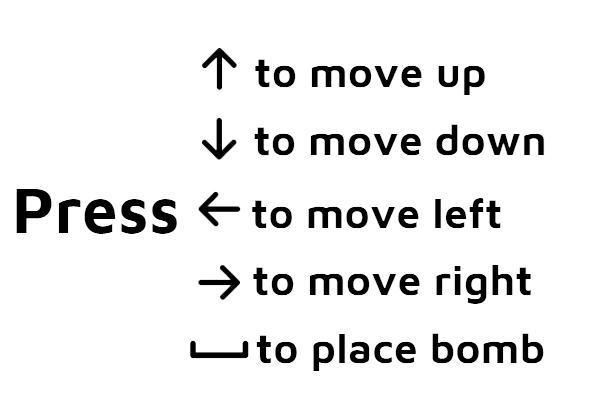 ↑ to move up
↓ to move down
Press ← to move left
→ to move right
⎵ to place bomb